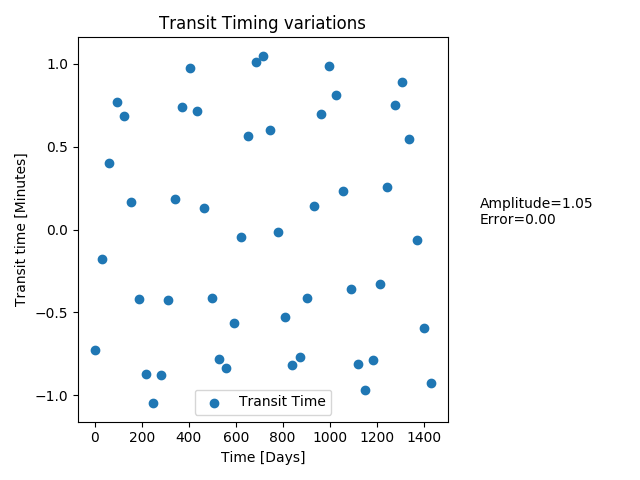 Transit Timing variations
Transit time [Minutes]
1.0
0.5
0.0
−0.5
−1.0
Amplitude=1.05
Error=0.00
Transit Time
0 200 400 600 800 1000 1200 1400
Time [Days]